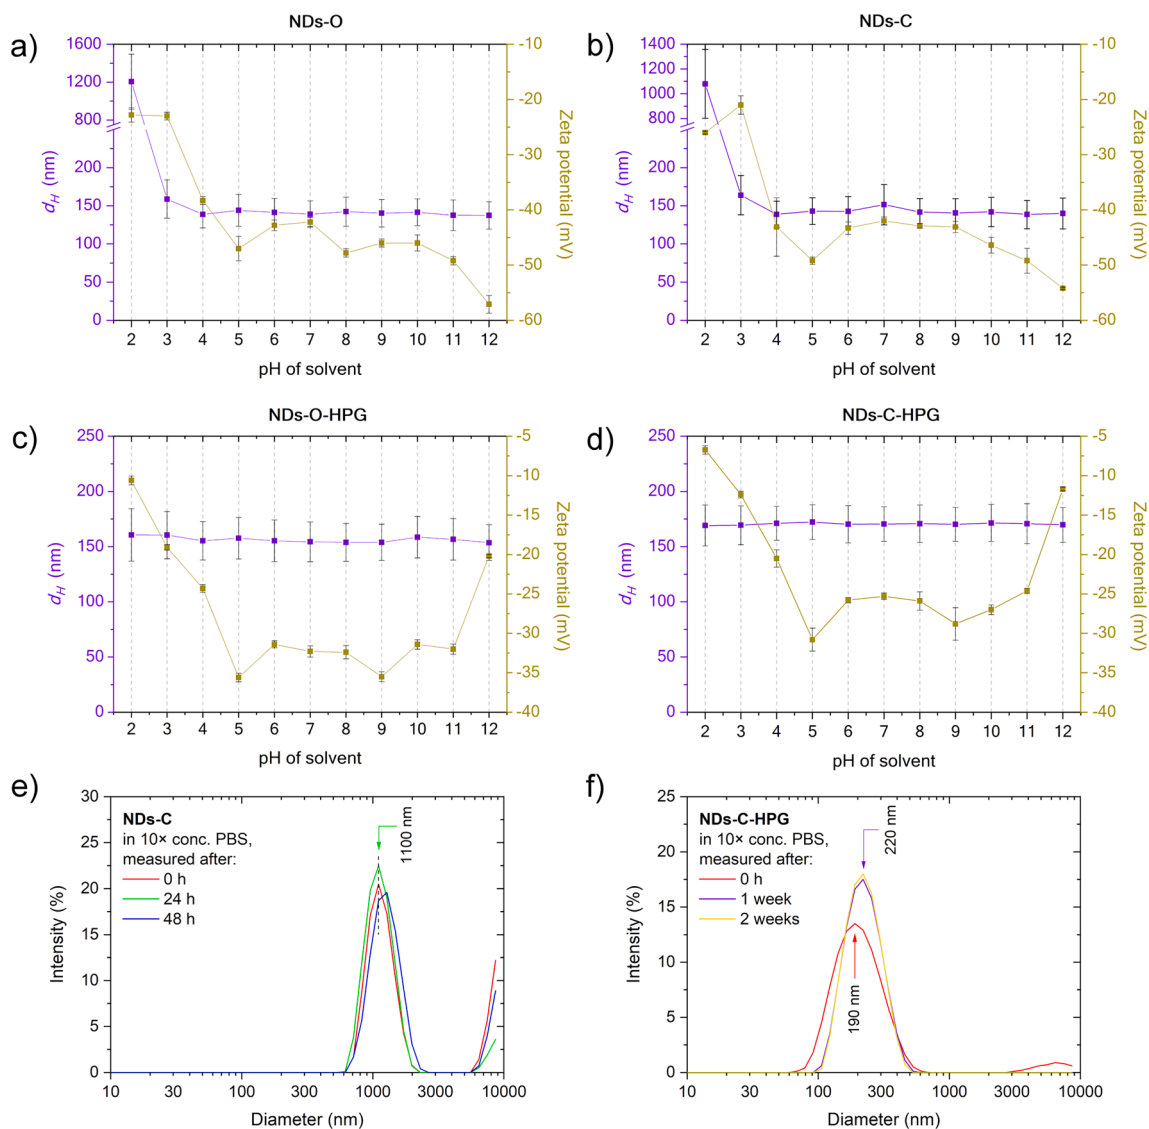 NDs-O
a)
1600
1200
800
200
150
100
50
0
d_H (nm)
-10
-20
-30
-40
-50
-60
Zeta potential (mV)
2 3 4 5 6 7 8 9 10 11 12
pH of solvent
NDs-C
b)
1400
1200
1000
800
200
150
100
50
0
d_H (nm)
-10
-20
-30
-40
-50
-60
Zeta potential (mV)
2 3 4 5 6 7 8 9 10 11 12
pH of solvent
NDs-O-HPG
c)
250
200
150
100
50
0
d_H (nm)
-5
-10
-15
-20
-25
-30
-35
-40
Zeta potential (mV)
2 3 4 5 6 7 8 9 10 11 12
pH of solvent
NDs-C-HPG
d)
250
200
150
100
50
0
d_H (nm)
-5
-10
-15
-20
-25
-30
-35
-40
Zeta potential (mV)
2 3 4 5 6 7 8 9 10 11 12
pH of solvent
e)
30
25
20
15
10
5
0
Intensity (%)
NDs-C
in 10× conc. PBS,
measured after:
0 h
24 h
48 h
1100 nm
10 30 100 300 1000 3000 10000
Diameter (nm)
f)
25
20
15
10
5
0
Intensity (%)
NDs-C-HPG
in 10× conc. PBS,
measured after:
0 h
1 week
2 weeks
220 nm
190 nm
10 30 100 300 1000 3000 10000
Diameter (nm)